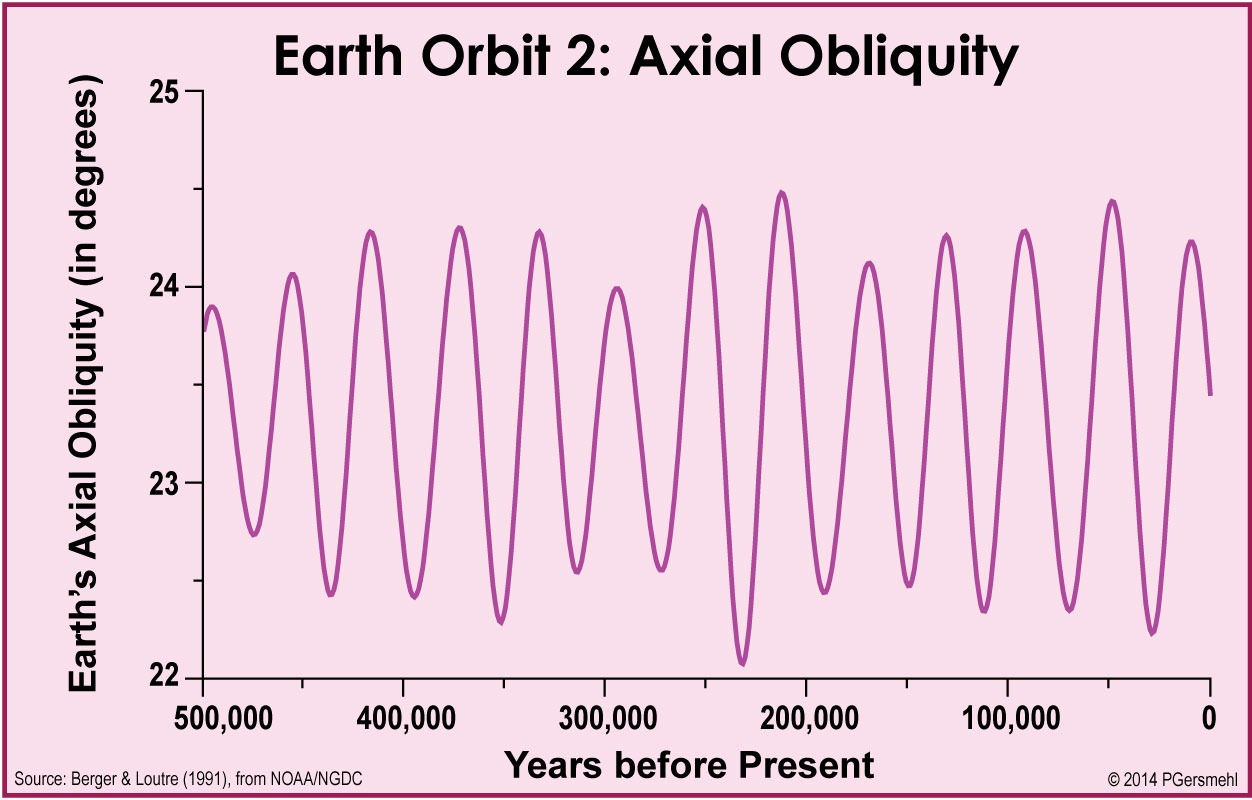 Earth Orbit 2: Axial Obliquity
Earth's Axial Obliquity (in degrees)
25
24
23
22
500,000
400,000
300,000
200,000
100,000
0
Years before Present
Source: Berger & Loutre (1991), from NOAA/NGDC
© 2014 PGersmehl